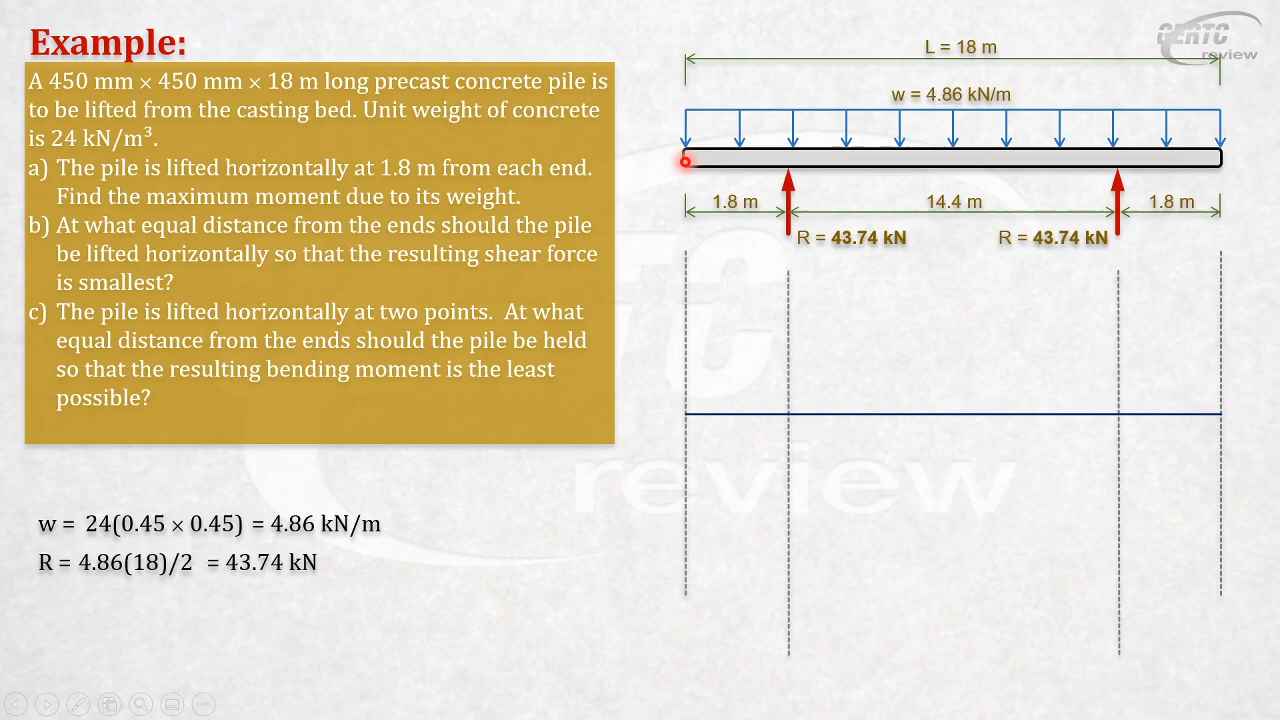 Example:
A 450 mm × 450 mm × 18 m long precast concrete pile is
to be lifted from the casting bed. Unit weight of concrete
is 24 kN/m³.
a) The pile is lifted horizontally at 1.8 m from each end.
Find the maximum moment due to its weight.
b) At what equal distance from the ends should the pile
be lifted horizontally so that the resulting shear force
is smallest?
c) The pile is lifted horizontally at two points. At what
equal distance from the ends should the pile be held
so that the resulting bending moment is the least
possible?
w = 24(0.45 × 0.45) = 4.86 kN/m
R = 4.86(18)/2 = 43.74 kN
GERTC
review
L = 18 m
w = 4.86 kN/m
1.8 m
14.4 m
1.8 m
R = 43.74 kN
R = 43.74 kN
review